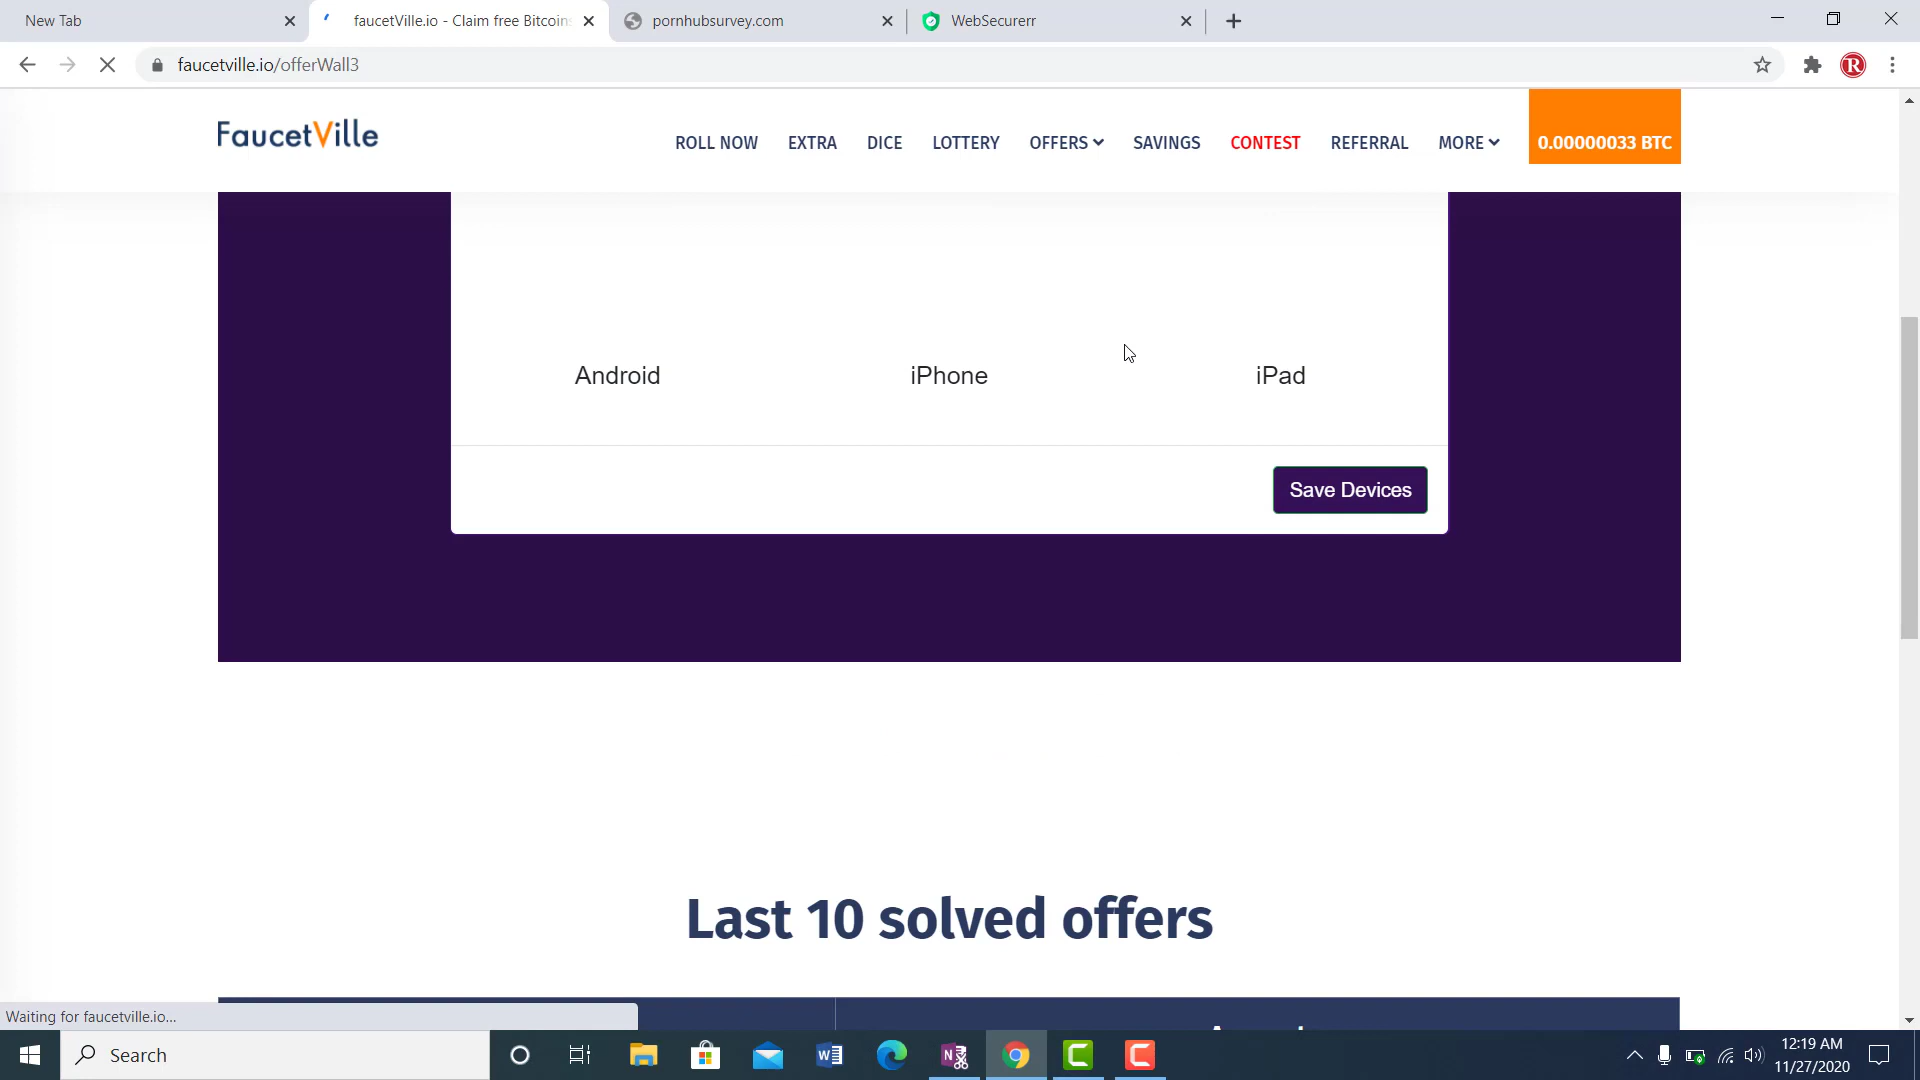 New Tab
faucetVille.io - Claim free Bitcoin
pornhubsurvey.com
WebSecurerr
faucetville.io/offerWall3
R
FaucetVille
ROLL NOW EXTRA DICE LOTTERY OFFERS SAVINGS CONTEST REFERRAL MORE 0.00000033 BTC
Android iPhone iPad
Save Devices
Last 10 solved offers
Waiting for faucetville.io...
Search
12:19 AM
11/27/2020